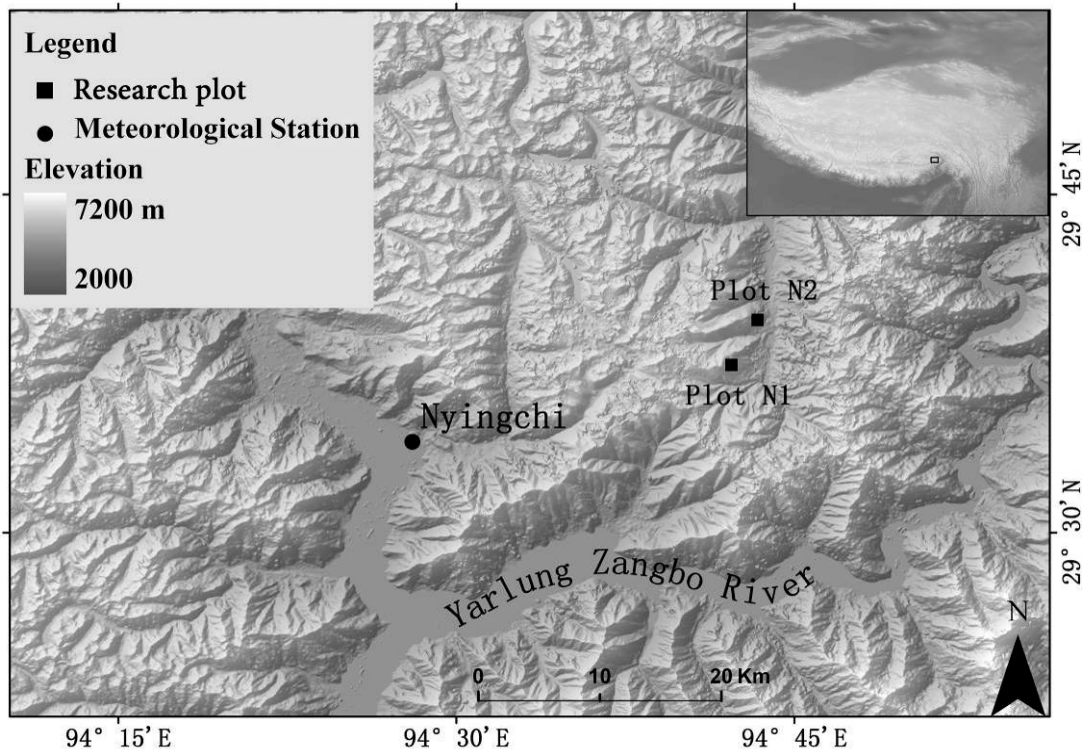 Legend
Research plot
Meteorological Station
Elevation
7200 m
2000
29° 45′ N
Plot N2
Plot N1
Nyingchi
29° 30′ N
Yarlung Zangbo River
N
0 10 20 Km
94° 15′ E 94° 30′ E 94° 45′ E